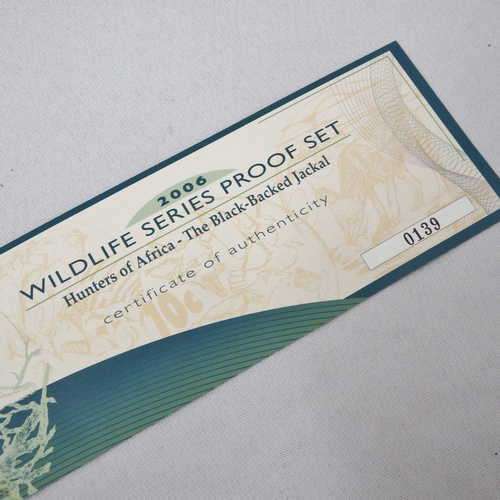 2006
WILDLIFE SERIES PROOF SET
Hunters of Africa - The Black-Backed Jackal
certificate of authenticity
0139
10c